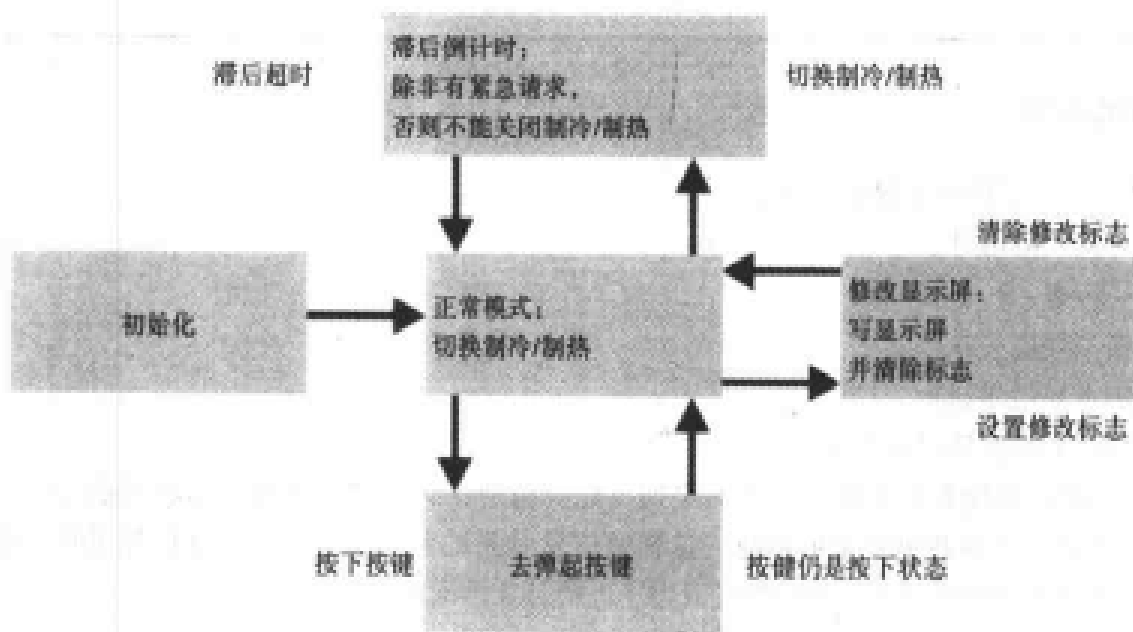 滞后超时
滞后倒计时；
除非有紧急请求，
否则不能关闭制冷/制热
切换制冷/制热
初始化
正常模式；
切换制冷/制热
清除修改标志
修改显示屏；
写显示屏
并清除标志
设置修改标志
按下按键
去弹起按键
按健仍是按下状态